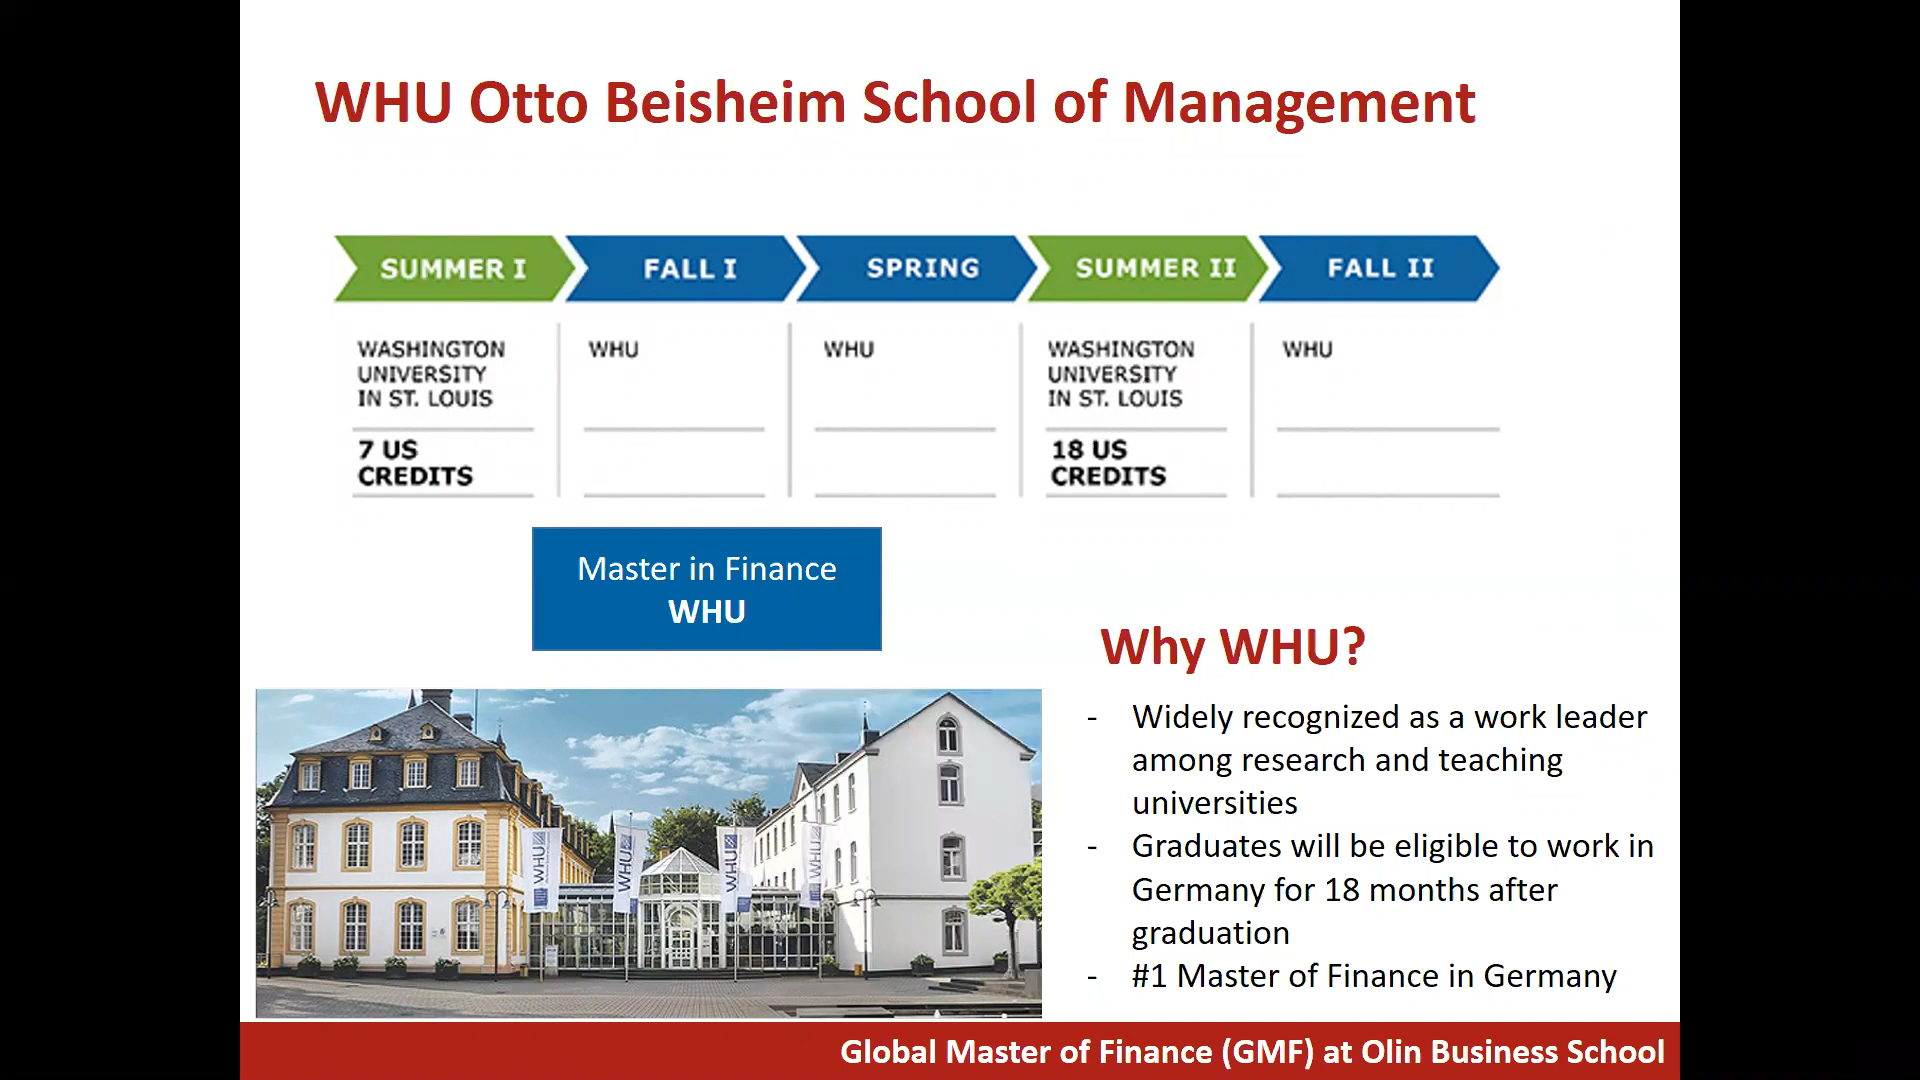 WHU Otto Beisheim School of Management
SUMMER I
FALL I
SPRING
SUMMER II
FALL II
WASHINGTON
UNIVERSITY
IN ST. LOUIS
WHU
WHU
WASHINGTON
UNIVERSITY
IN ST. LOUIS
WHU
7 US
CREDITS
18 US
CREDITS
Master in Finance
WHU
Why WHU?
- Widely recognized as a work leader
among research and teaching
universities
- Graduates will be eligible to work in
Germany for 18 months after
graduation
- #1 Master of Finance in Germany
WHU
WHU
WHU
WHU
Global Master of Finance (GMF) at Olin Business School